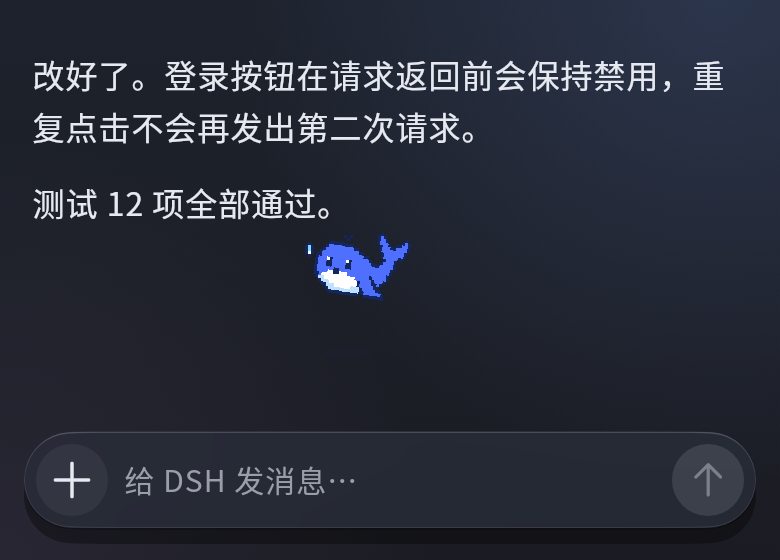 改好了。登录按钮在请求返回前会保持禁用，重
复点击不会再发出第二次请求。
测试 12 项全部通过。
给 DSH 发消息…